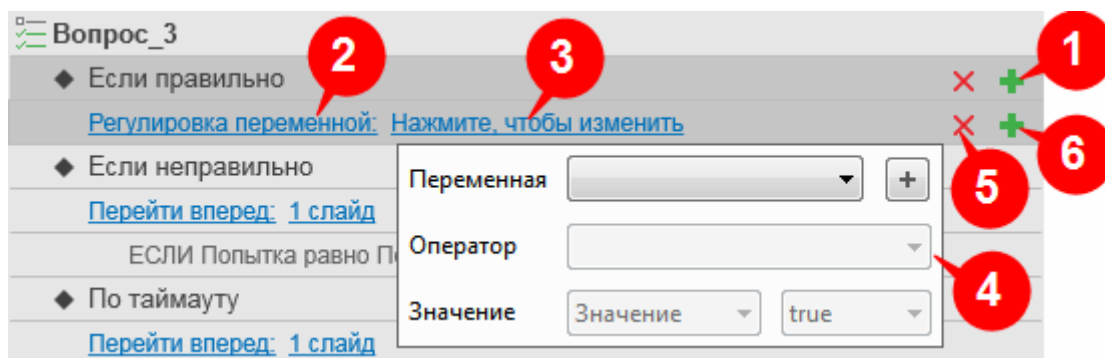 Вопрос_3
2
3
1
Если правильно
Регулировка переменной: Нажмите, чтобы изменить
6
Если неправильно
Переменная
+
5
Перейти вперед: 1 слайд
Оператор
ЕСЛИ Попытка равно
4
По таймауту
Значение
Значение
true
Перейти вперед: 1 слайд